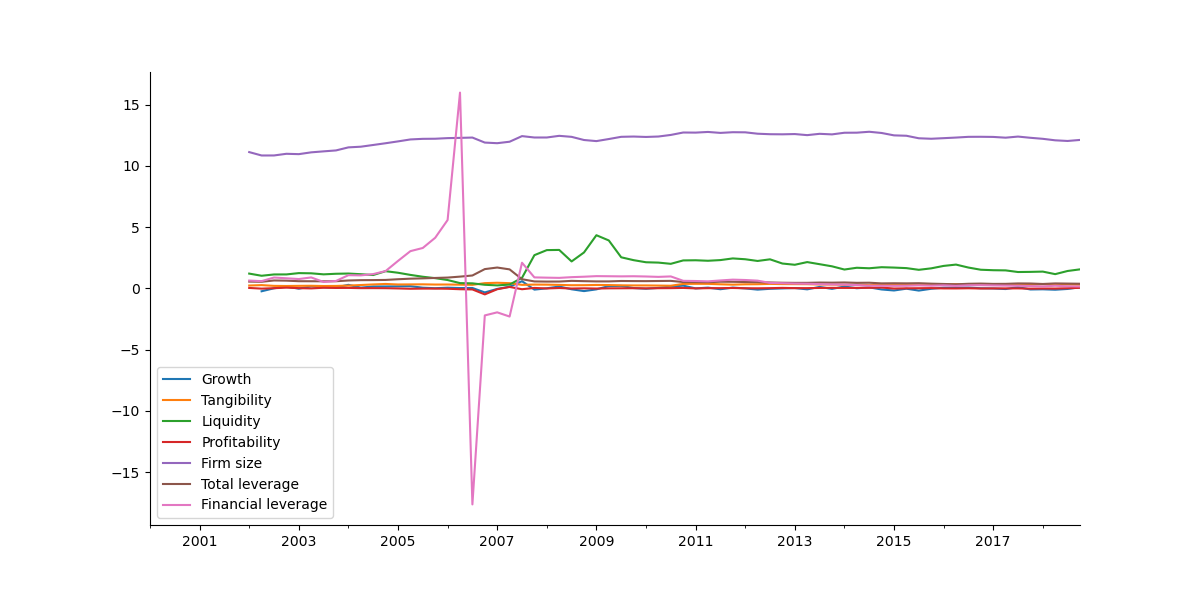 15
10
5
0
−5
−10
−15
Growth
Tangibility
Liquidity
Profitability
Firm size
Total leverage
Financial leverage
2001 2003 2005 2007 2009 2011 2013 2015 2017